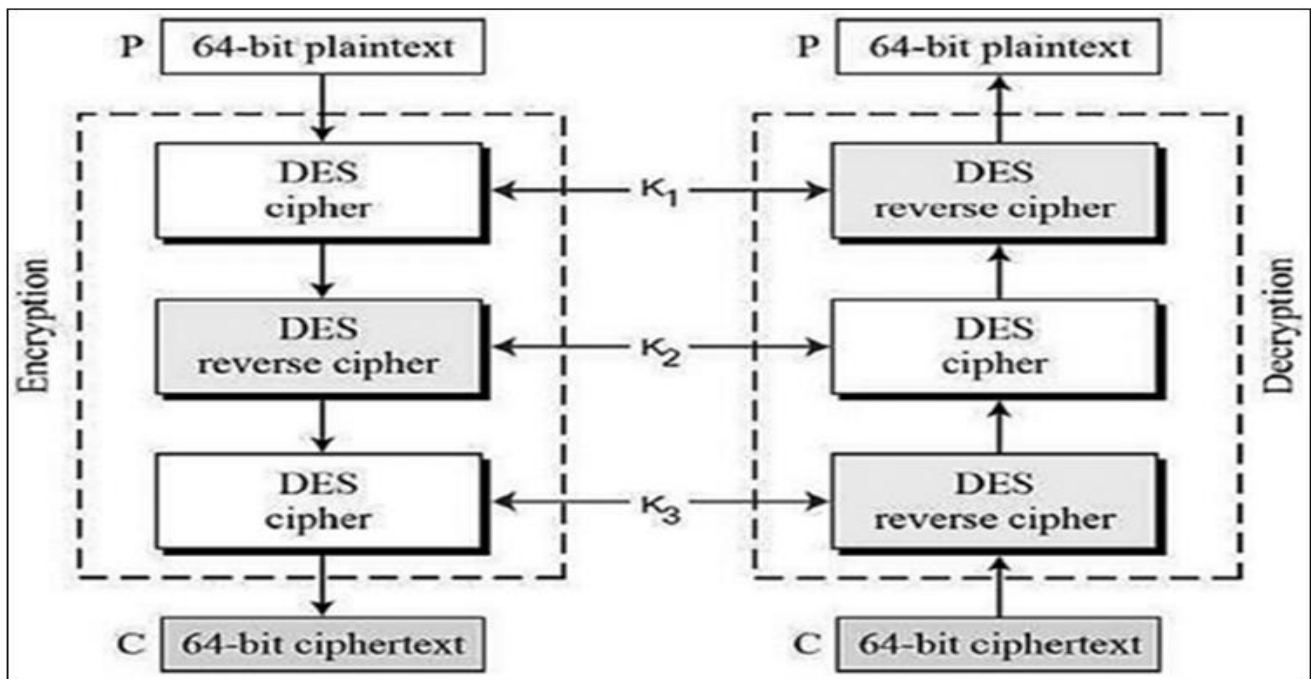 P 64-bit plaintext
P 64-bit plaintext
Encryption
DES
cipher
K1
DES
reverse cipher
DES
reverse cipher
K2
DES
cipher
DES
cipher
K3
DES
reverse cipher
Decryption
C 64-bit ciphertext
C 64-bit ciphertext